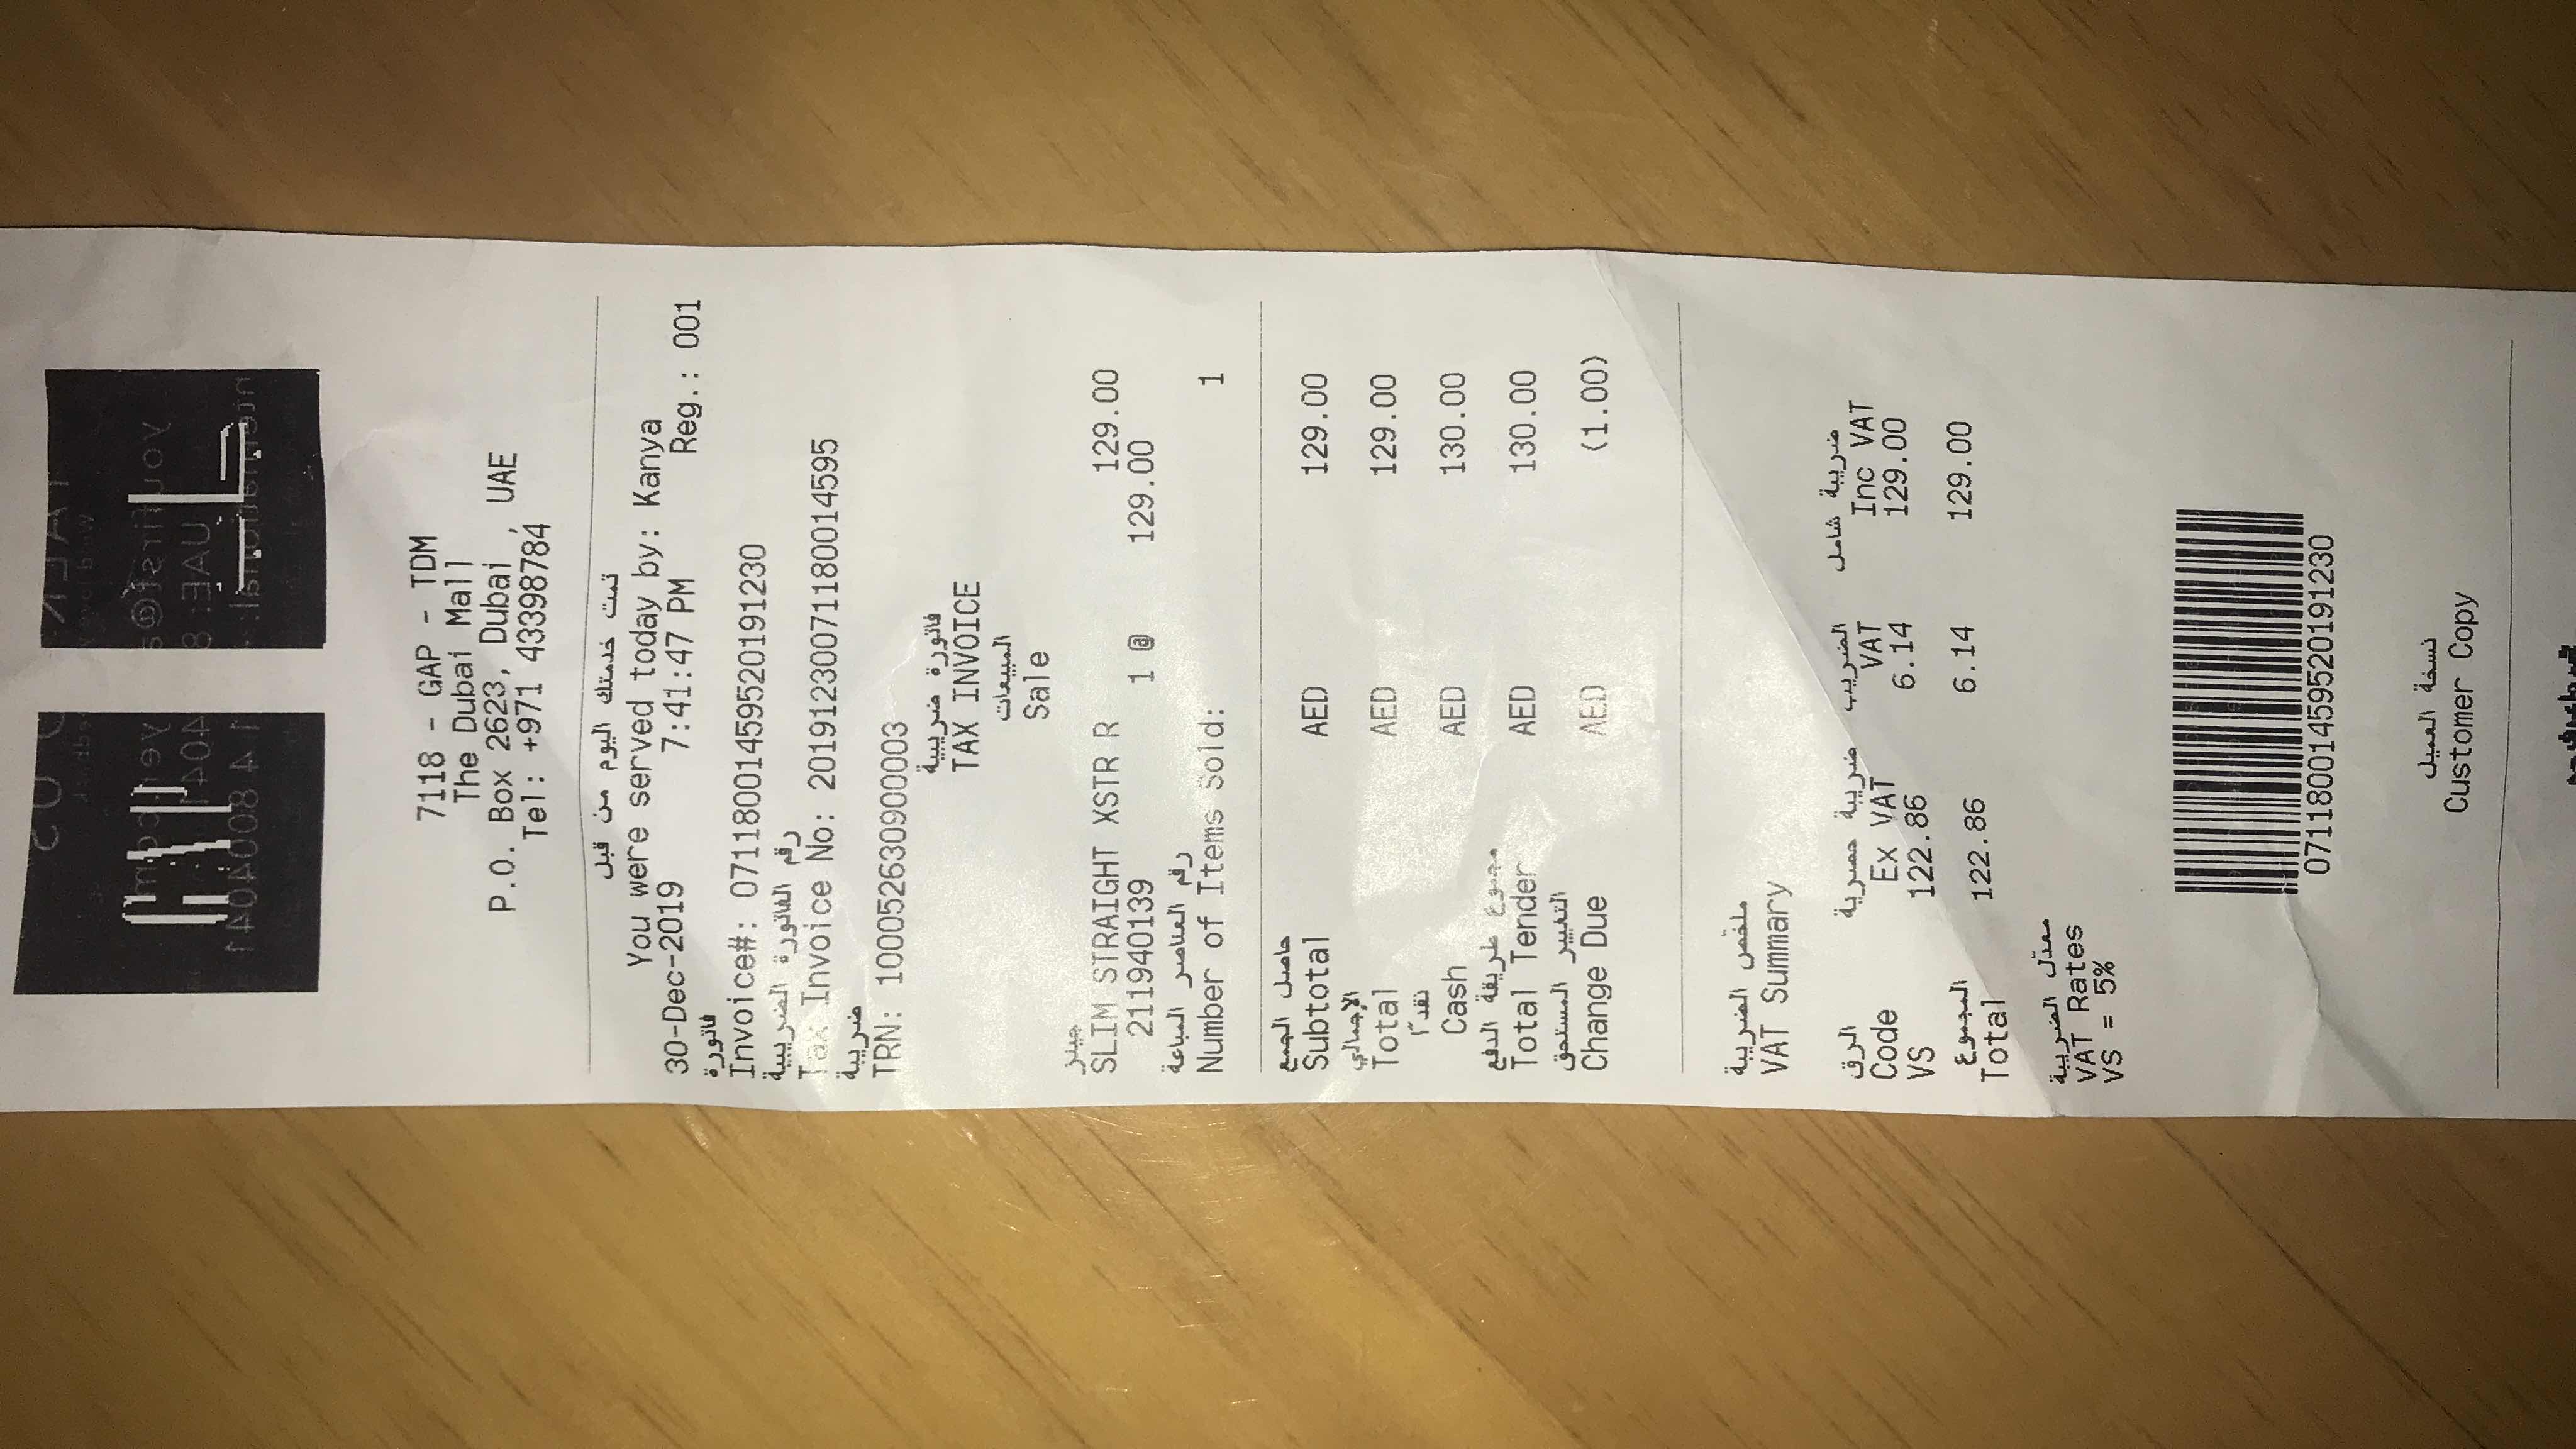 GAP
7118 - GAP - TDM
The Dubai Mall
P.O. Box 2623, Dubai , UAE
Tel: +971 43398784
تمت خدمتك اليوم من قبل
You were served today by: Kanya
30-Dec-2019 7:41:47 PM Reg.: 001
فاتورة
Invoice#: 07118001459520191230
رقم الفاتورة الضريبية
Tax Invoice No: 20191230071180014595
ضريبة
TRN: 100052630900003
فاتورة ضريبية
TAX INVOICE
المبيعات
Sale
جينز
SLIM STRAIGHT XSTR R 129.00
211940139 1 @ 129.00
رقم العناصر المباعة
Number of Items Sold: 1
حاصل الجمع
Subtotal AED 129.00
الإجمالي
Total AED 129.00
نقدًا
Cash AED 130.00
مجموع طريقة الدفع
Total Tender AED 130.00
التغيير المستحق
Change Due AED (1.00)
ملخّص الضريبة
VAT Summary
الرق ضريبة حصرية الضريب ضريبة شامل
Code Ex VAT VAT Inc VAT
VS 122.86 6.14 129.00
المجموع
Total 122.86 6.14 129.00
معدّل الضريبة
VAT Rates
VS = 5%
07118001459520191230
نسخة العميل
Customer Copy